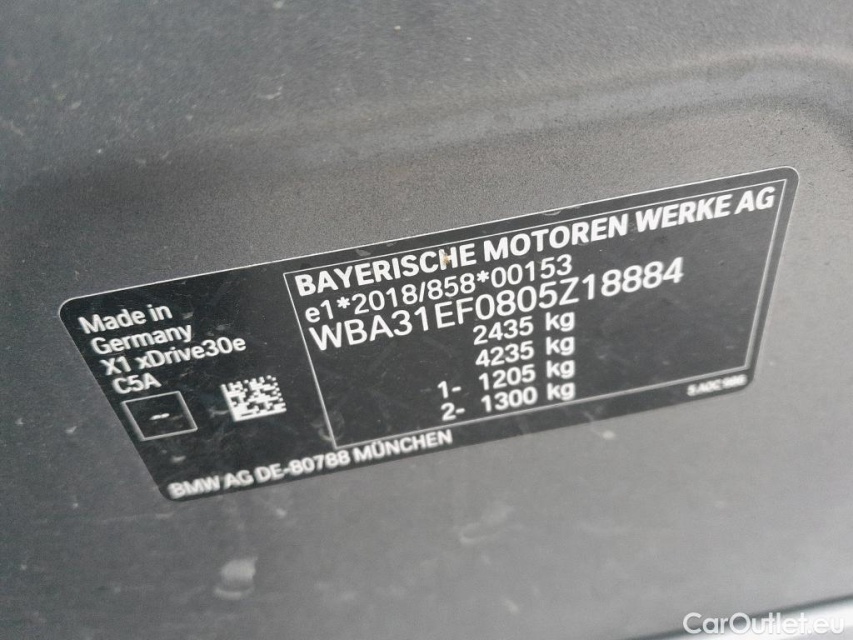 BAYERISCHE MOTOREN WERKE AG
e1*2018/858*00153
WBA31EF0805Z18884
2435 kg
4235 kg
1- 1205 kg
2- 1300 kg
Made in
Germany
X1 xDrive30e
C5A
-
BMW AG DE-80788 MÜNCHEN
CarOutlet.eu